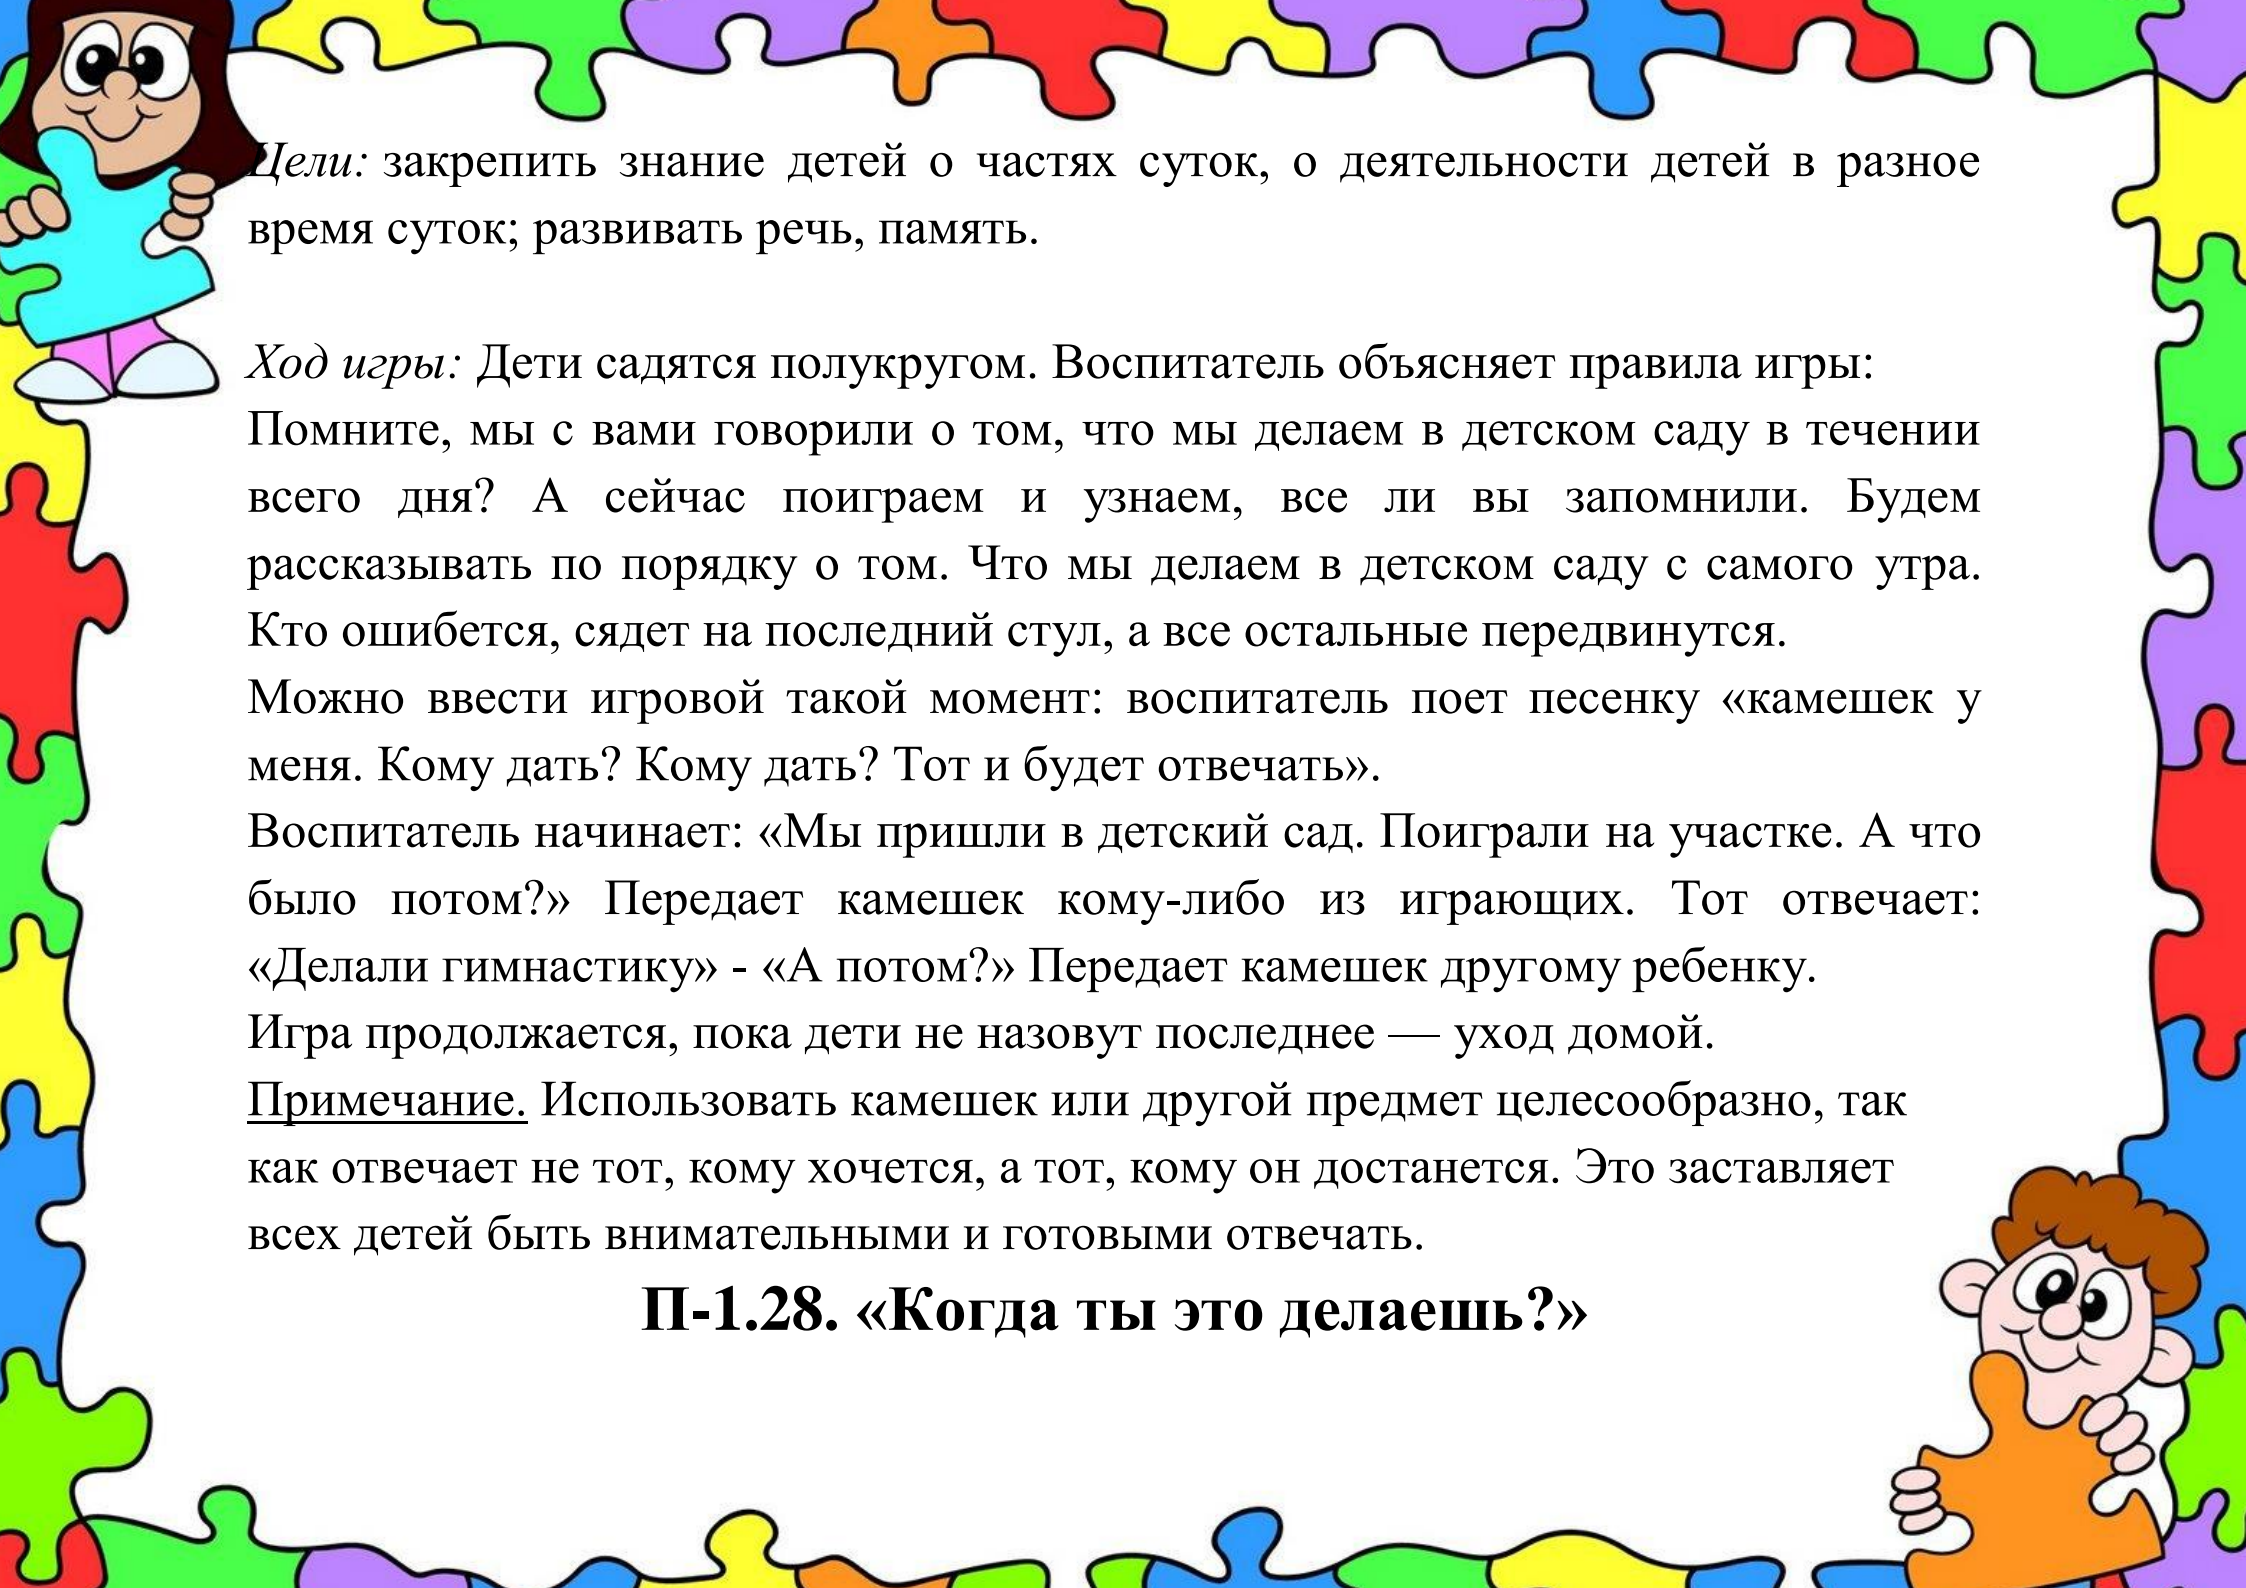 Цели: закрепить знание детей о частях суток, о деятельности детей в разное
время суток; развивать речь, память.
Ход игры: Дети садятся полукругом. Воспитатель объясняет правила игры:
Помните, мы с вами говорили о том, что мы делаем в детском саду в течении
всего дня? А сейчас поиграем и узнаем, все ли вы запомнили. Будем
рассказывать по порядку о том. Что мы делаем в детском саду с самого утра.
Кто ошибется, сядет на последний стул, а все остальные передвинутся.
Можно ввести игровой такой момент: воспитатель поет песенку «камешек у
меня. Кому дать? Кому дать? Тот и будет отвечать».
Воспитатель начинает: «Мы пришли в детский сад. Поиграли на участке. А что
было потом?» Передает камешек кому-либо из играющих. Тот отвечает:
«Делали гимнастику» - «А потом?» Передает камешек другому ребенку.
Игра продолжается, пока дети не назовут последнее — уход домой.
Примечание. Использовать камешек или другой предмет целесообразно, так
как отвечает не тот, кому хочется, а тот, кому он достанется. Это заставляет
всех детей быть внимательными и готовыми отвечать.
П-1.28. «Когда ты это делаешь?»